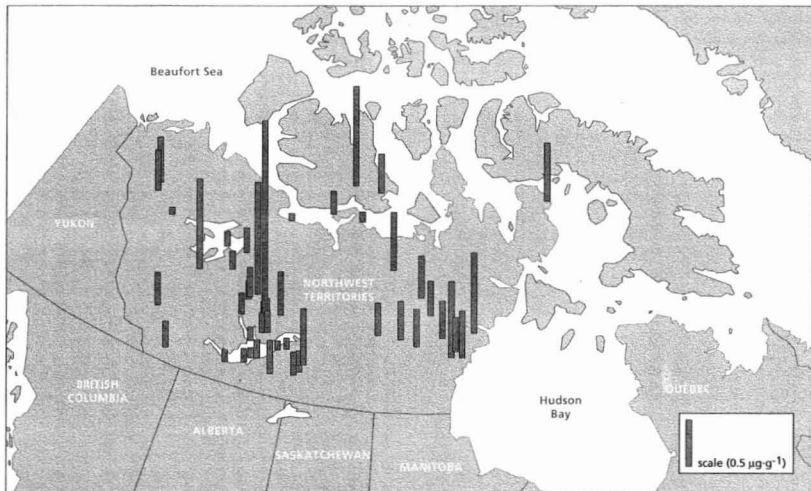 Beaufort Sea
YUKON
NORTHWEST
TERRITORIES
BRITISH
COLUMBIA
ALBERTA
SASKATCHEWAN
MANITOBA
Hudson
Bay
QUEBEC
scale (0.5 µg·g⁻¹)